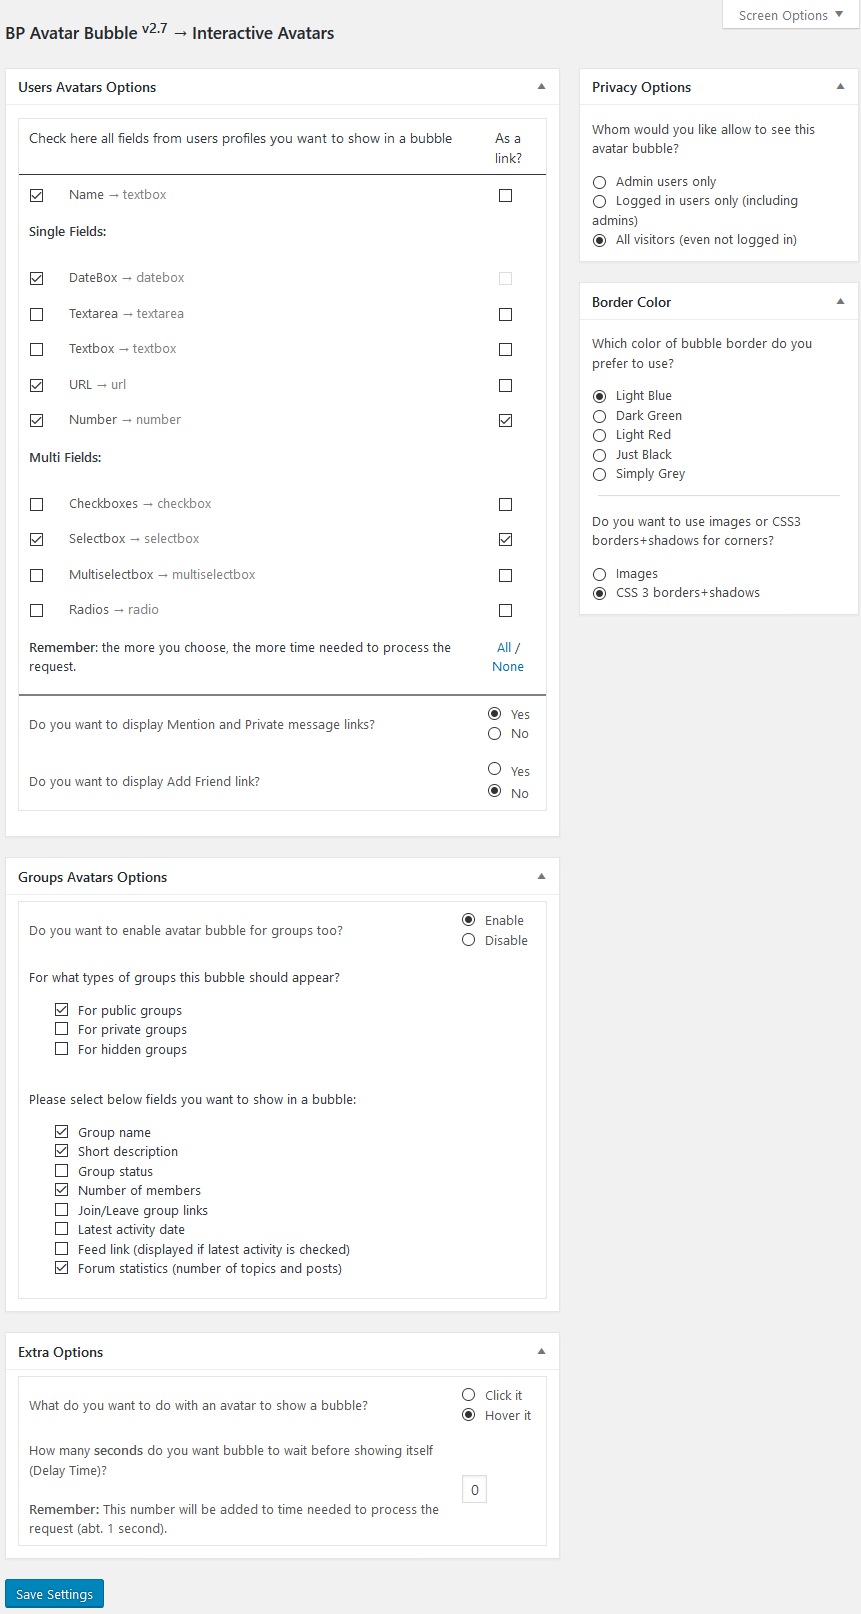 Screen Options
BP Avatar Bubble v2.7 → Interactive Avatars
Users Avatars Options
Check here all fields from users profiles you want to show in a bubble
As a
link?
Name → textbox
Single Fields:
DateBox → datebox
Textarea → textarea
Textbox → textbox
URL → url
Number → number
Multi Fields:
Checkboxes → checkbox
Selectbox → selectbox
Multiselectbox → multiselectbox
Radios → radio
Remember: the more you choose, the more time needed to process the
request.
All /
None
Do you want to display Mention and Private message links?
Yes
No
Do you want to display Add Friend link?
Yes
No
Groups Avatars Options
Do you want to enable avatar bubble for groups too?
Enable
Disable
For what types of groups this bubble should appear?
For public groups
For private groups
For hidden groups
Please select below fields you want to show in a bubble:
Group name
Short description
Group status
Number of members
Join/Leave group links
Latest activity date
Feed link (displayed if latest activity is checked)
Forum statistics (number of topics and posts)
Extra Options
What do you want to do with an avatar to show a bubble?
Click it
Hover it
How many seconds do you want bubble to wait before showing itself
(Delay Time)?
Remember: This number will be added to time needed to process the
request (abt. 1 second).
0
Save Settings
Privacy Options
Whom would you like allow to see this
avatar bubble?
Admin users only
Logged in users only (including
admins)
All visitors (even not logged in)
Border Color
Which color of bubble border do you
prefer to use?
Light Blue
Dark Green
Light Red
Just Black
Simply Grey
Do you want to use images or CSS3
borders+shadows for corners?
Images
CSS 3 borders+shadows